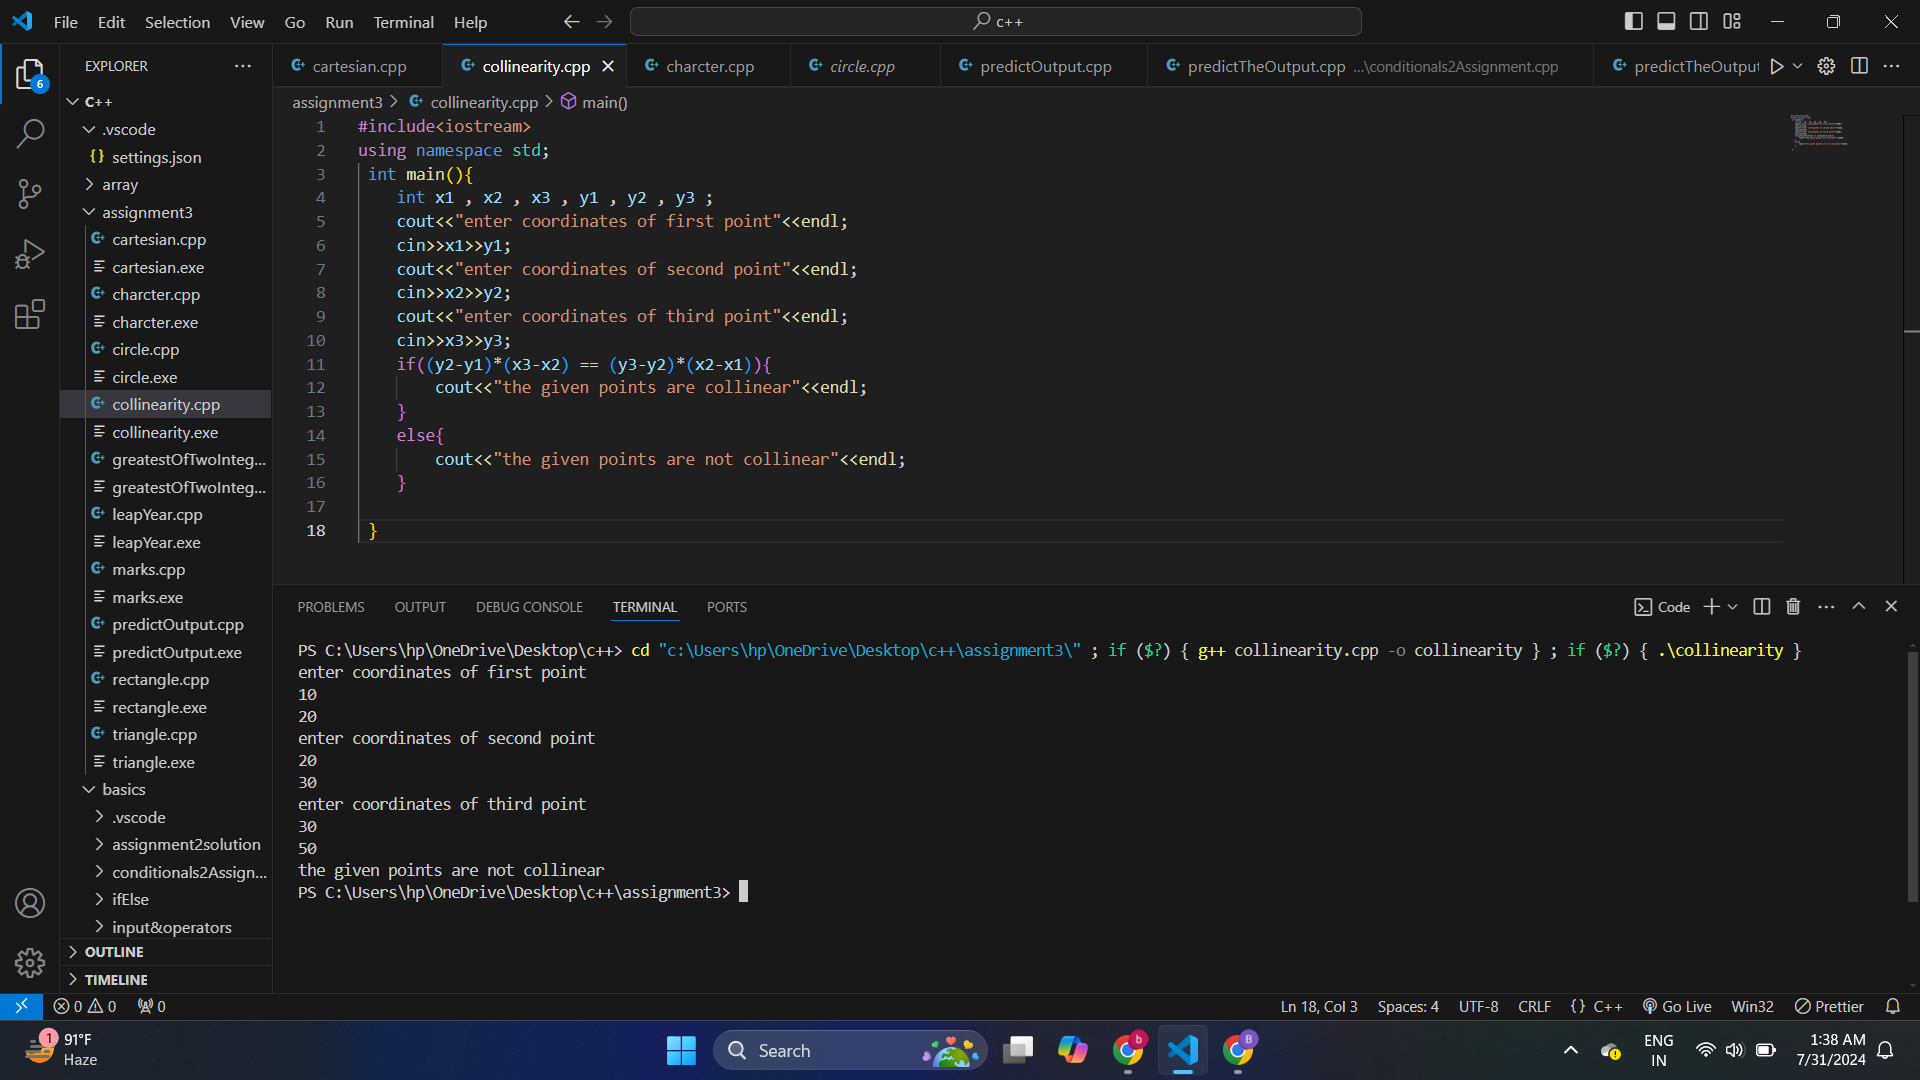 File Edit Selection View Go Run Terminal Help
c++
EXPLORER
cartesian.cpp
collinearity.cpp
charcter.cpp
circle.cpp
predictOutput.cpp
predictTheOutput.cpp ...\conditionals2Assignment.cpp
predictTheOutput
6
C++
.vscode
settings.json
array
assignment3
cartesian.cpp
cartesian.exe
charcter.cpp
charcter.exe
circle.cpp
circle.exe
collinearity.cpp
collinearity.exe
greatestOfTwoInteg...
greatestOfTwoInteg...
leapYear.cpp
leapYear.exe
marks.cpp
marks.exe
predictOutput.cpp
predictOutput.exe
rectangle.cpp
rectangle.exe
triangle.cpp
triangle.exe
basics
.vscode
assignment2solution
conditionals2Assign...
ifElse
input&operators
OUTLINE
TIMELINE
assignment3 > collinearity.cpp > main()
1 #include<iostream>
2 using namespace std;
3 int main(){
4 int x1 , x2 , x3 , y1 , y2 , y3 ;
5 cout<<"enter coordinates of first point"<<endl;
6 cin>>x1>>y1;
7 cout<<"enter coordinates of second point"<<endl;
8 cin>>x2>>y2;
9 cout<<"enter coordinates of third point"<<endl;
10 cin>>x3>>y3;
11 if((y2-y1)*(x3-x2) == (y3-y2)*(x2-x1)){
12 cout<<"the given points are collinear"<<endl;
13 }
14 else{
15 cout<<"the given points are not collinear"<<endl;
16 }
17
18 }
PROBLEMS OUTPUT DEBUG CONSOLE TERMINAL PORTS
Code
PS C:\Users\hp\OneDrive\Desktop\c++> cd "c:\Users\hp\OneDrive\Desktop\c++\assignment3\" ; if ($?) { g++ collinearity.cpp -o collinearity } ; if ($?) { .\collinearity }
enter coordinates of first point
10
20
enter coordinates of second point
20
30
enter coordinates of third point
30
50
the given points are not collinear
PS C:\Users\hp\OneDrive\Desktop\c++\assignment3>
0 0 0
Ln 18, Col 3 Spaces: 4 UTF-8 CRLF {} C++ Go Live Win32 Prettier
1
91°F
Haze
Search
b
B
ENG
IN
1:38 AM
7/31/2024